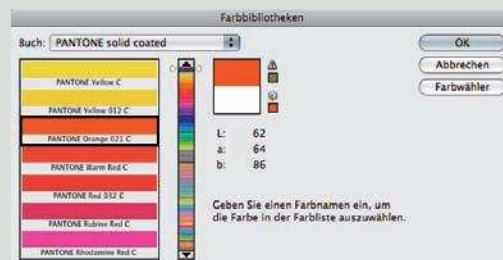 Farbbibliotheken
Buch: PANTONE solid coated
OK
Abbrechen
Farbwähler
PANTONE Yellow C
PANTONE Yellow 012 C
PANTONE Orange 021 C
PANTONE Warm Red C
PANTONE Red 032 C
PANTONE Rubine Red C
PANTONE Rhodamine Red C
L: 62
a: 64
b: 86
Geben Sie einen Farbnamen ein, um
die Farbe in der Farbliste auszuwählen.